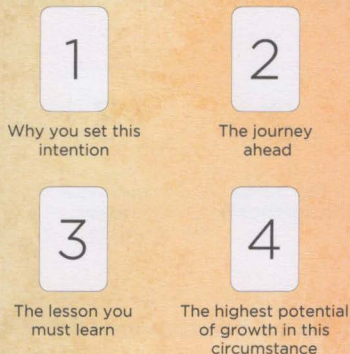 1
Why you set this
intention
2
The journey
ahead
3
The lesson you
must learn
4
The highest potential
of growth in this
circumstance